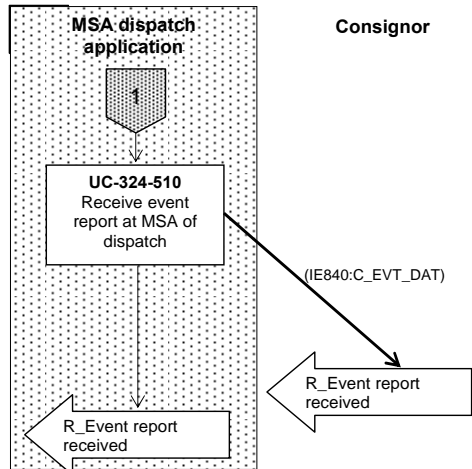 MSA dispatch
application
Consignor
1
UC-324-510
Receive event
report at MSA of
dispatch
(IE840:C_EVT_DAT)
R_Event report
received
R_Event report
received